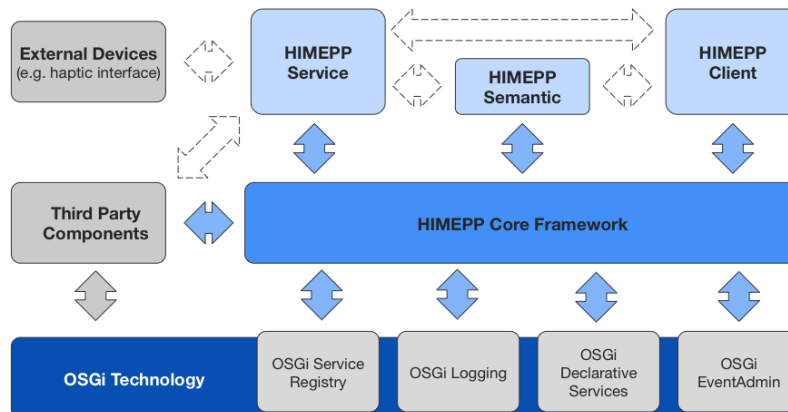 External Devices
(e.g. haptic interface)
HIMEPP
Service
HIMEPP
Semantic
HIMEPP
Client
Third Party
Components
HIMEPP Core Framework
OSGi Technology
OSGi Service
Registry
OSGi Logging
OSGi
Declarative
Services
OSGi
EventAdmin